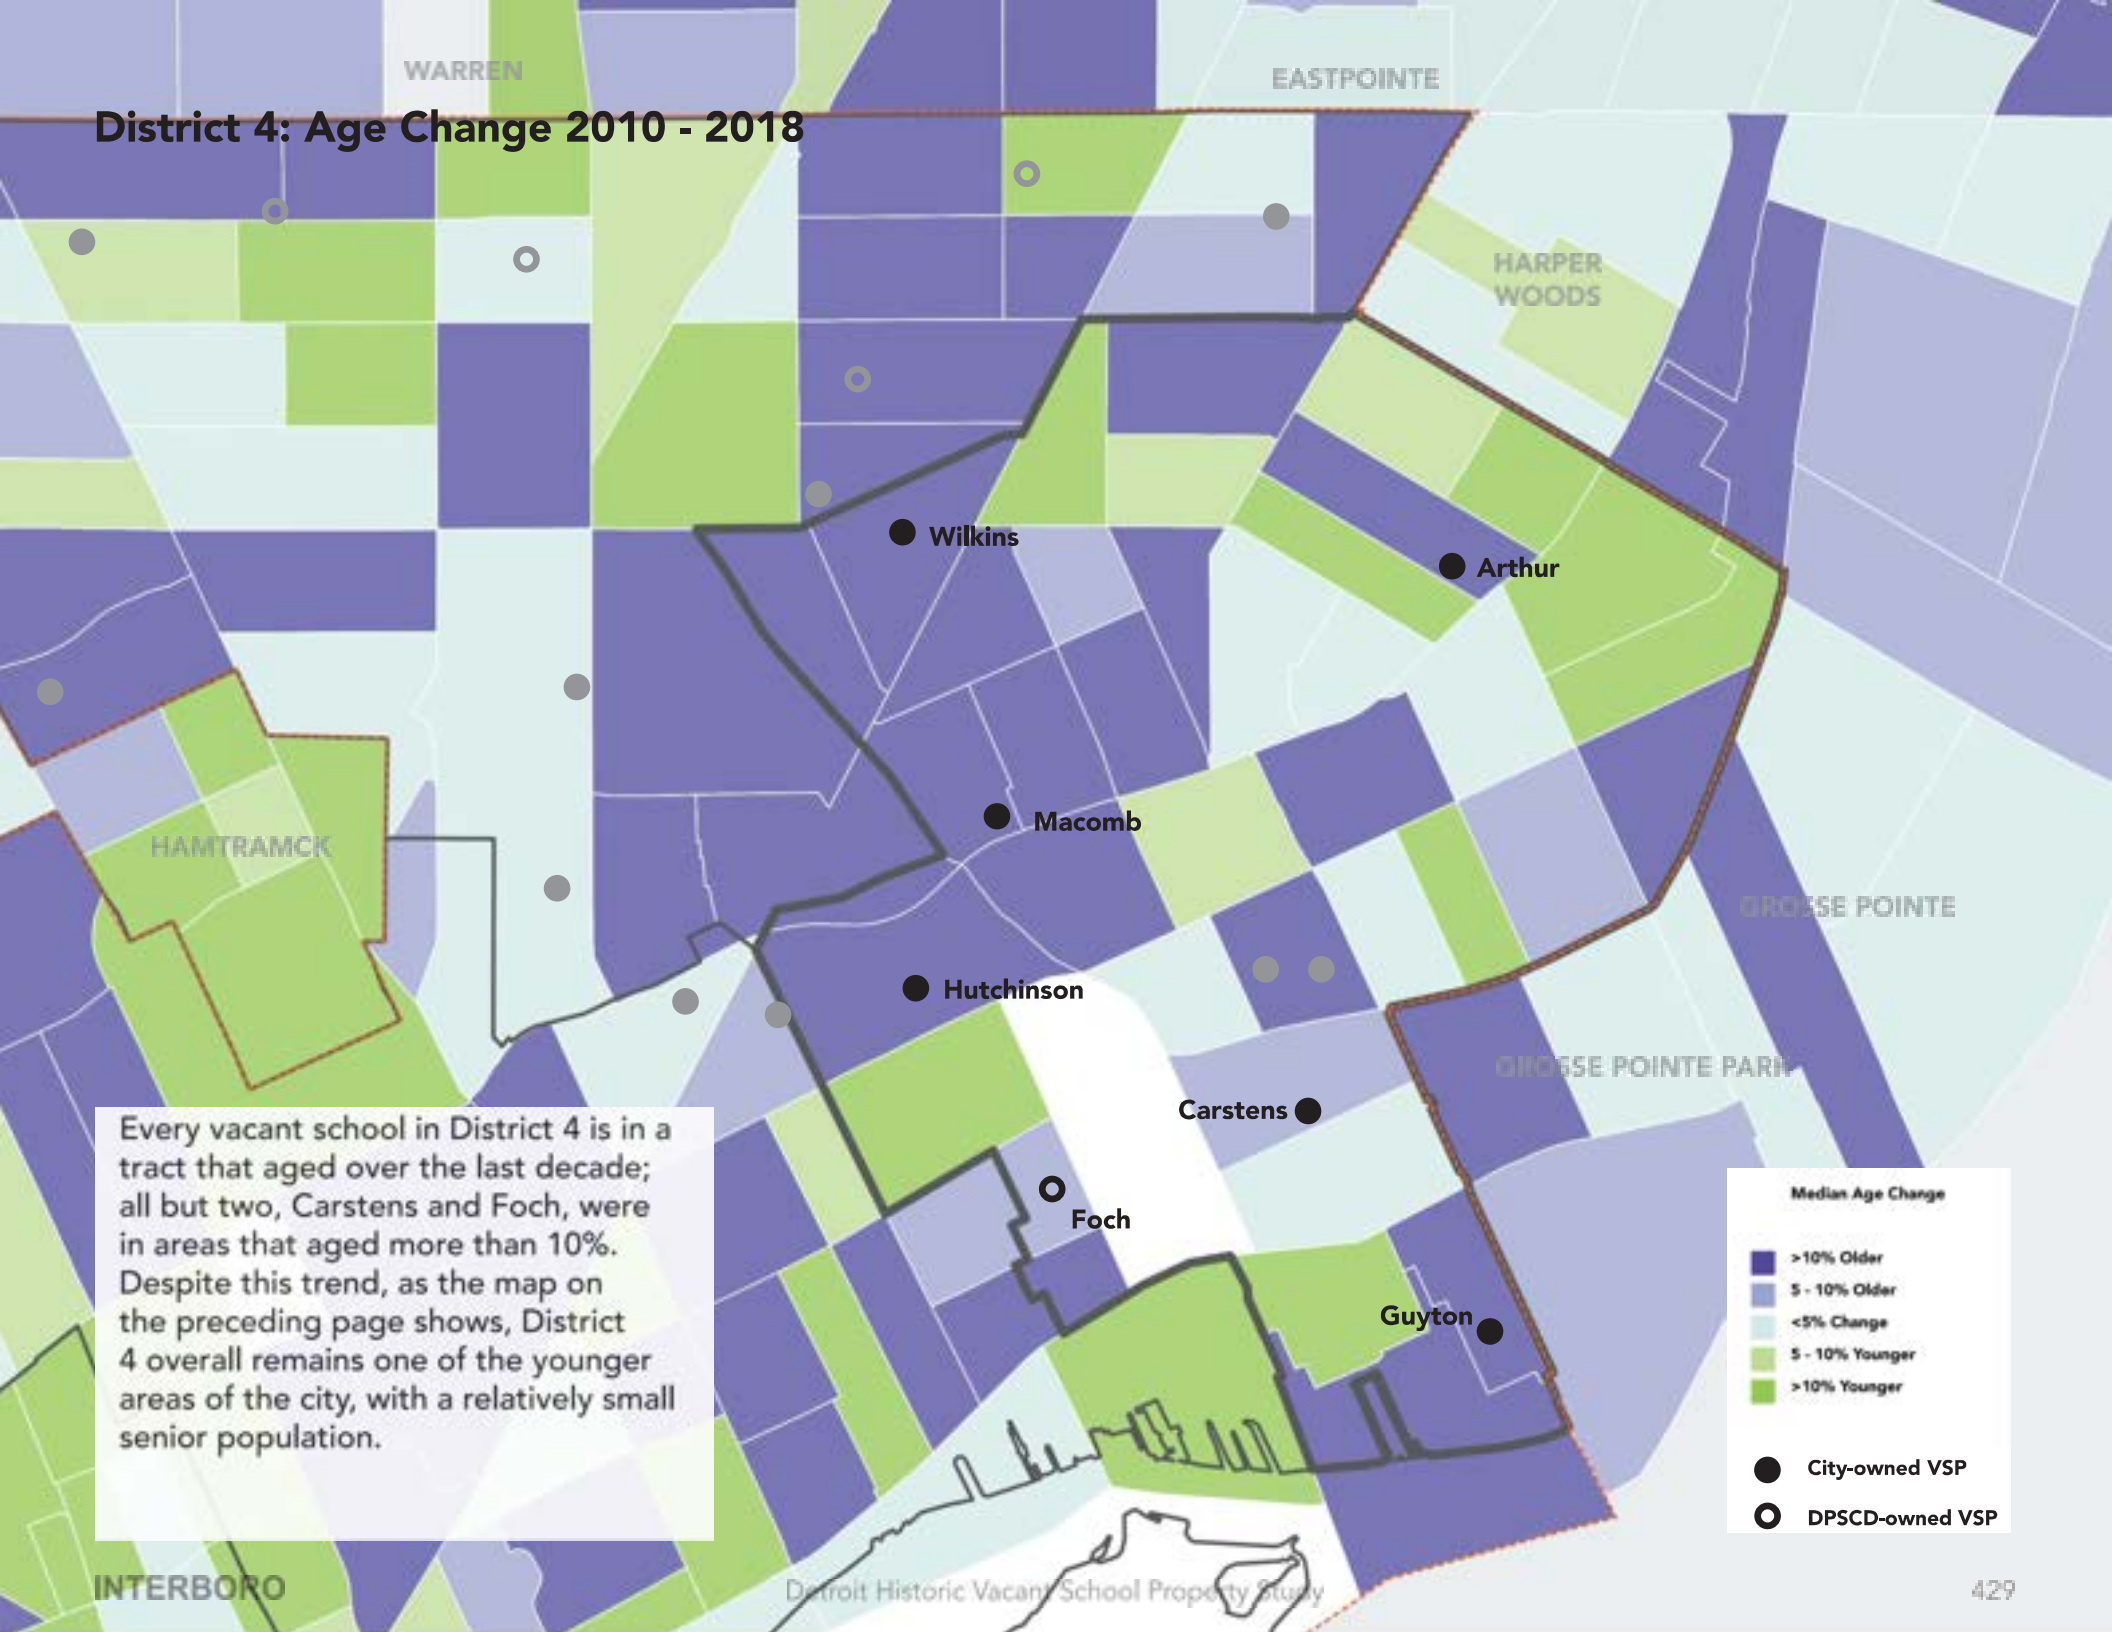 WARREN
EASTPOINTE
District 4: Age Change 2010 - 2018
HARPER
WOODS
Wilkins
Arthur
Macomb
HAMTRAMCK
GROSSE POINTE
Hutchinson
GROSSE POINTE PARK
Carstens
Foch
Guyton
Every vacant school in District 4 is in a
tract that aged over the last decade;
all but two, Carstens and Foch, were
in areas that aged more than 10%.
Despite this trend, as the map on
the preceding page shows, District
4 overall remains one of the younger
areas of the city, with a relatively small
senior population.
Median Age Change
>10% Older
5 - 10% Older
<5% Change
5 - 10% Younger
>10% Younger
City-owned VSP
DPSCD-owned VSP
INTERBORO
Detroit Historic Vacant School Property Study
429